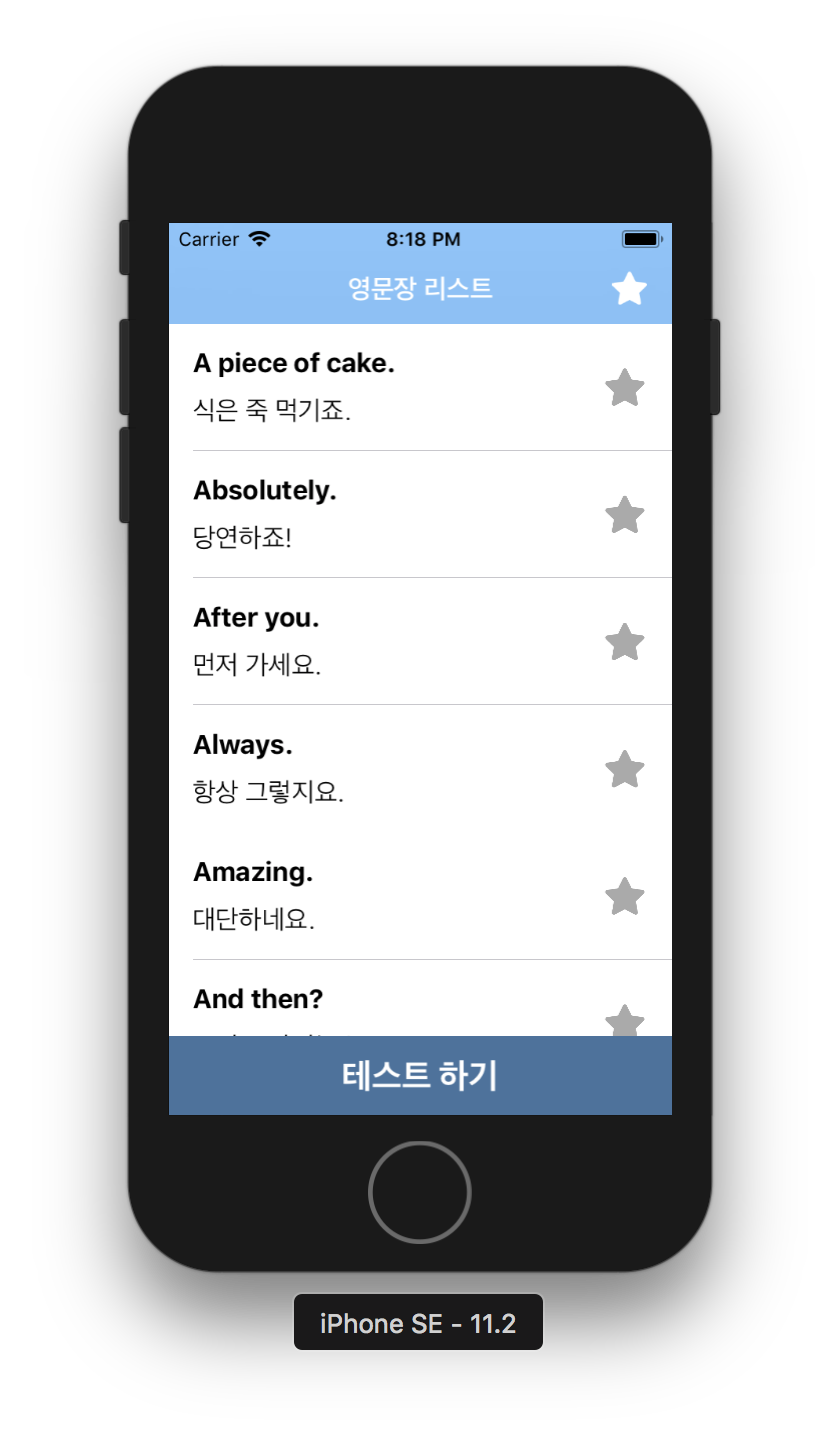 Carrier 8:18 PM
영문장 리스트
A piece of cake.
식은 죽 먹기죠.
Absolutely.
당연하죠!
After you.
먼저 가세요.
Always.
항상 그렇지요.
Amazing.
대단하네요.
And then?
테스트 하기
iPhone SE - 11.2